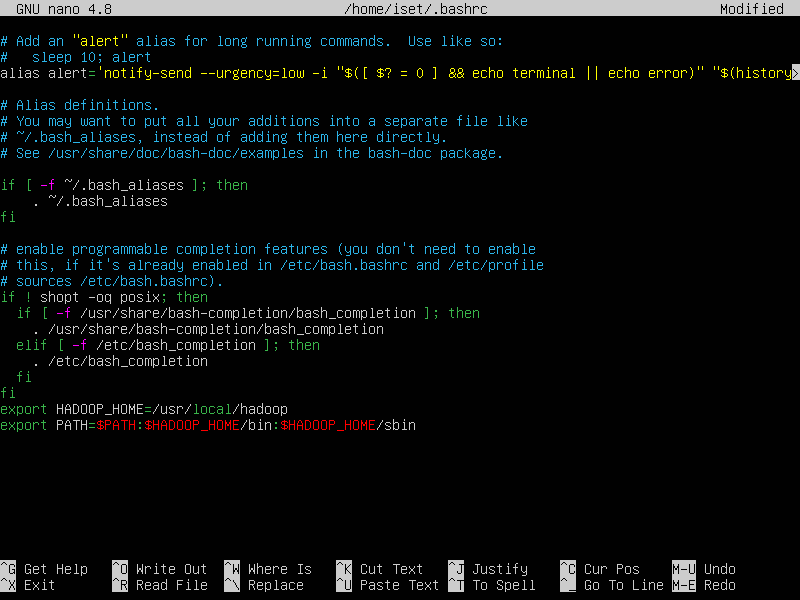 GNU nano 4.8 /home/iset/.bashrc Modified
# Add an "alert" alias for long running commands.  Use like so:
#   sleep 10; alert
alias alert='notify-send --urgency=low -i "$([ $? = 0 ] && echo terminal || echo error)" "$(history>
# Alias definitions.
# You may want to put all your additions into a separate file like
# ~/.bash_aliases, instead of adding them here directly.
# See /usr/share/doc/bash-doc/examples in the bash-doc package.
if [ -f ~/.bash_aliases ]; then
    . ~/.bash_aliases
fi
# enable programmable completion features (you don't need to enable
# this, if it's already enabled in /etc/bash.bashrc and /etc/profile
# sources /etc/bash.bashrc).
if ! shopt -oq posix; then
  if [ -f /usr/share/bash-completion/bash_completion ]; then
    . /usr/share/bash-completion/bash_completion
  elif [ -f /etc/bash_completion ]; then
    . /etc/bash_completion
  fi
fi
export HADOOP_HOME=/usr/local/hadoop
export PATH=$PATH:$HADOOP_HOME/bin:$HADOOP_HOME/sbin
^G Get Help ^O Write Out ^W Where Is ^K Cut Text ^J Justify ^C Cur Pos M-U Undo
^X Exit ^R Read File ^\ Replace ^U Paste Text ^T To Spell ^_ Go To Line M-E Redo